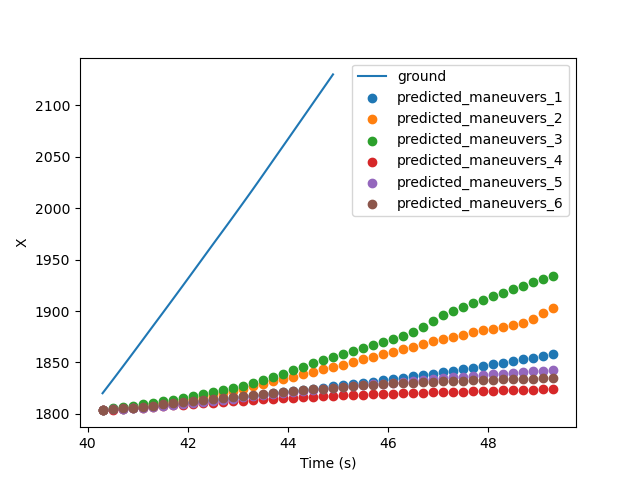 ground
predicted_maneuvers_1
predicted_maneuvers_2
predicted_maneuvers_3
predicted_maneuvers_4
predicted_maneuvers_5
predicted_maneuvers_6
2100
2050
2000
1950
1900
1850
1800
X
40 42 44 46 48
Time (s)